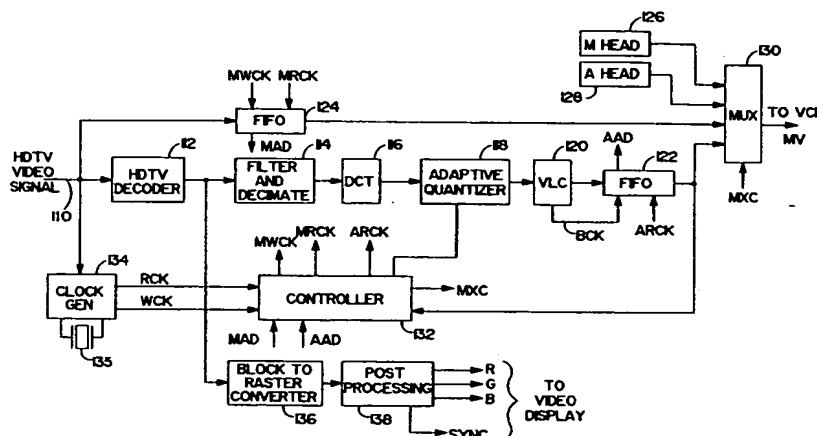 126
M HEAD
130
MWCK MRCK
124
A HEAD
128
MUX
TO VCI
MV
FIFO
112
MAD
114
116
118
120
AAD
122
HDTV
VIDEO
SIGNAL
110
HDTV
DECODER
FILTER
AND
DECIMATE
DCT
ADAPTIVE
QUANTIZER
VLC
FIFO
MXC
BCK
ARCK
134
MWCK
MRCK
ARCK
CLOCK
GEN
RCK
WCK
CONTROLLER
MXC
135
MAD
AAD
132
BLOCK TO
RASTER
CONVERTER
POST
PROCESSING
R
G
B
TO
VIDEO
DISPLAY
136
138
SYNC